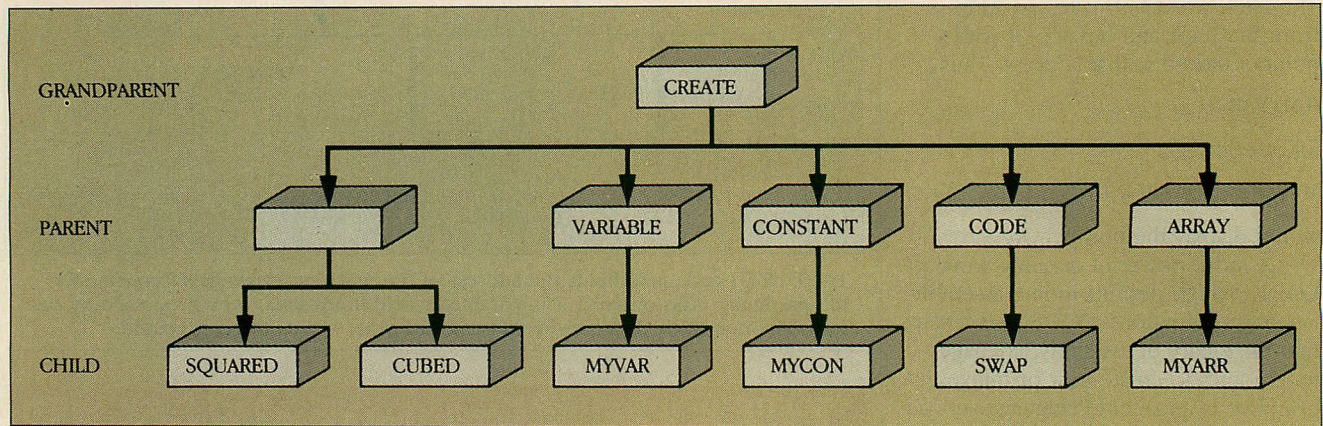 GRANDPARENT CREATE
PARENT VARIABLE CONSTANT CODE ARRAY
CHILD SQUARED CUBED MYVAR MYCON SWAP MYARR